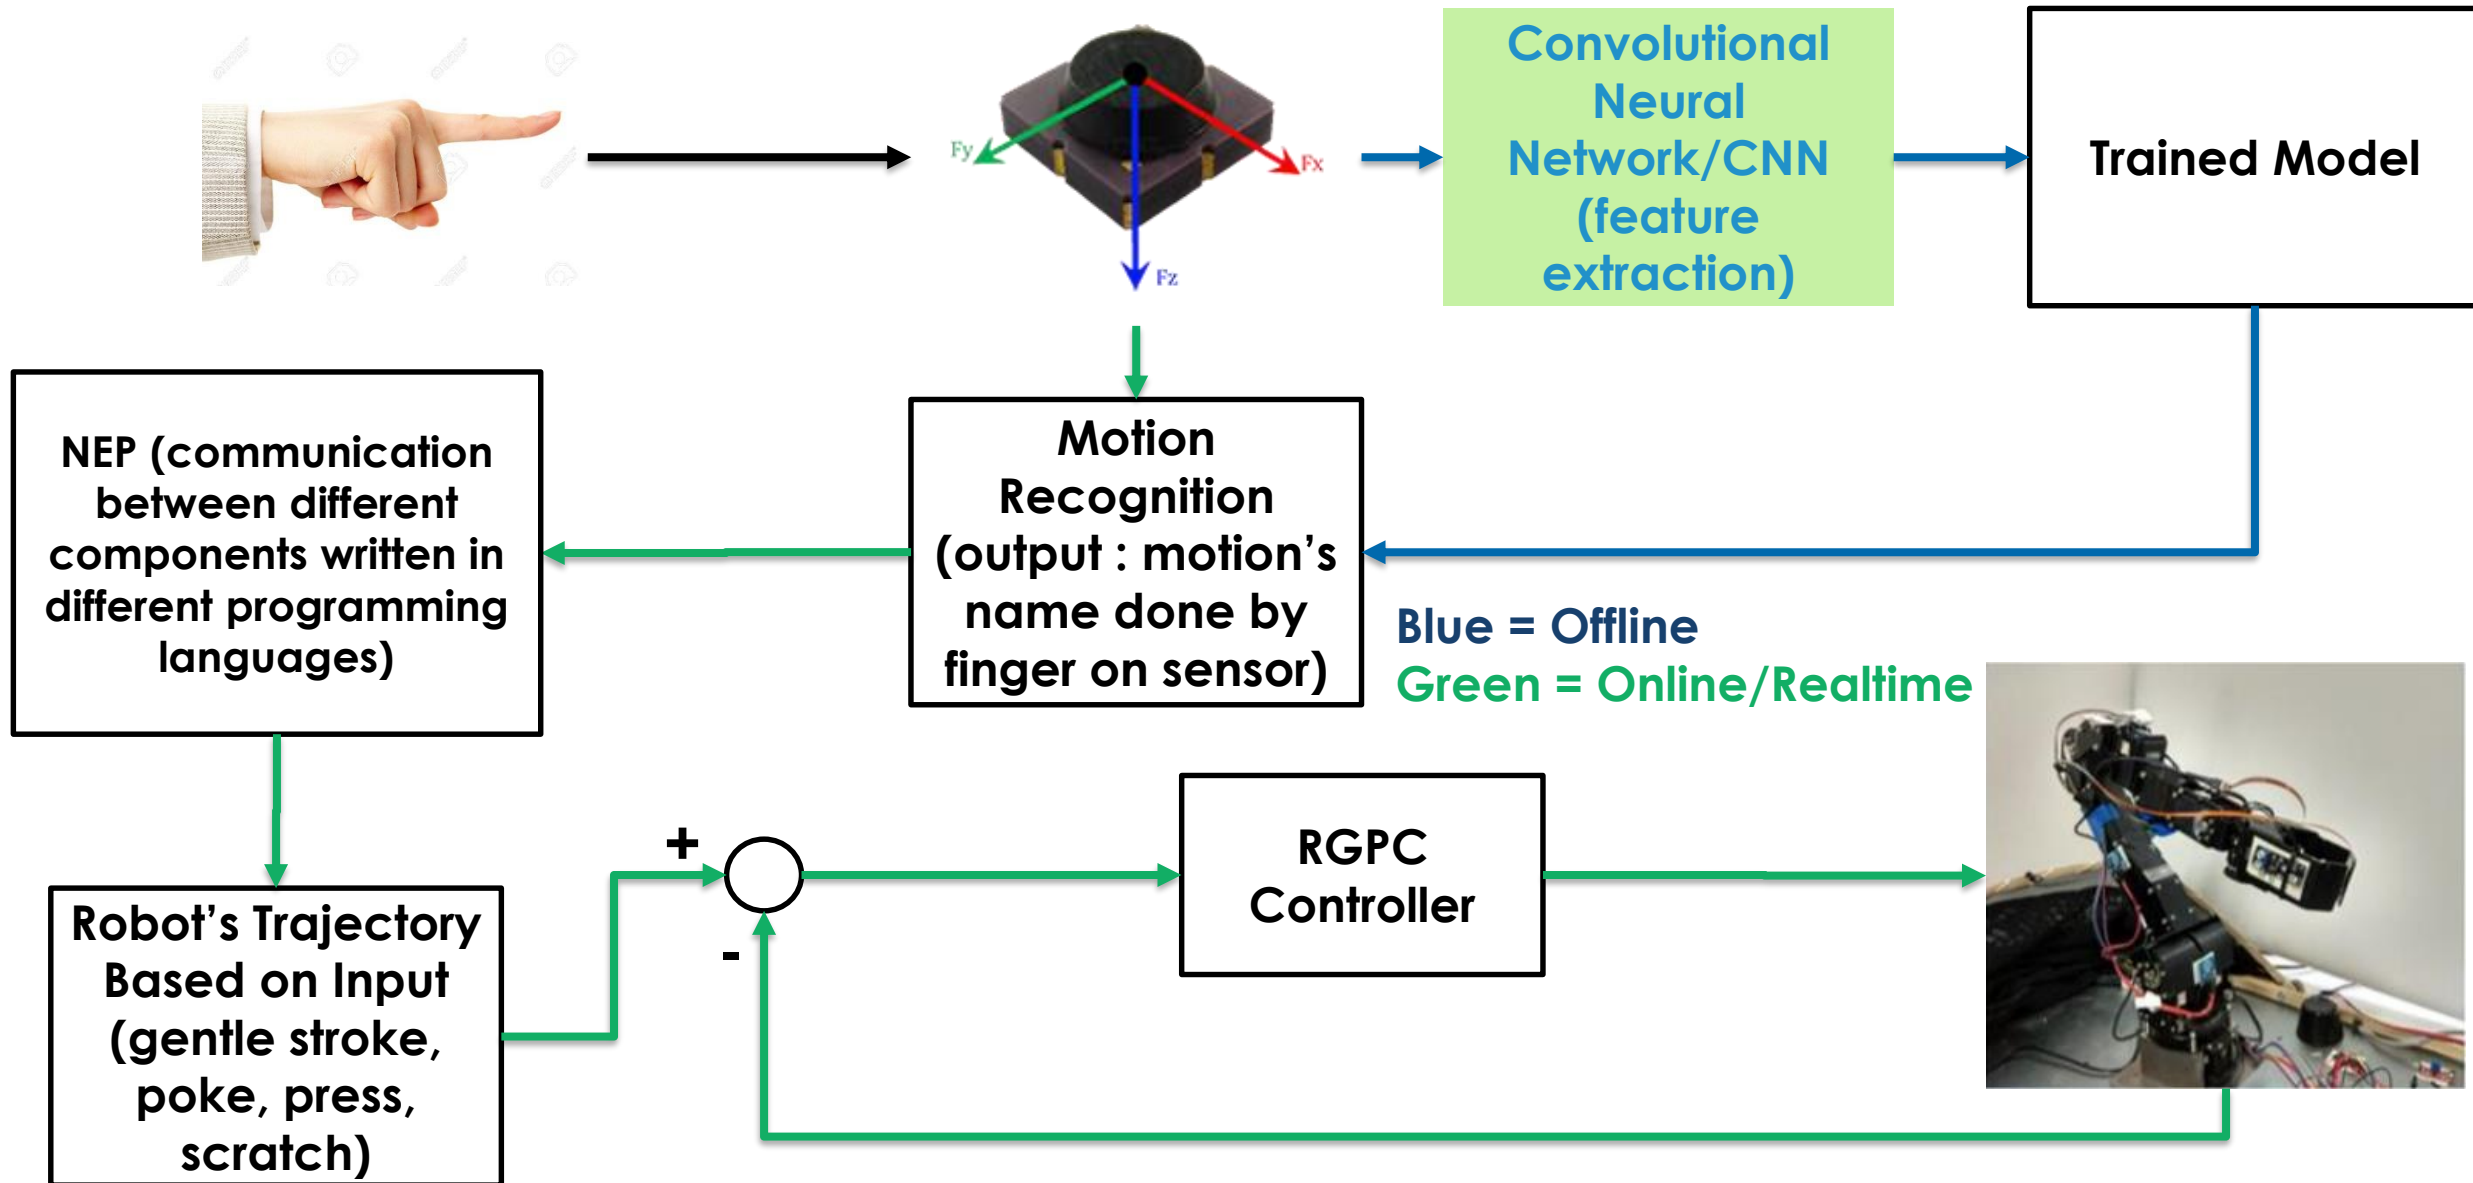 Convolutional
Neural
Network/CNN
(feature
extraction)
Trained Model
Fy
Fx
Fz
NEP (communication
between different
components written in
different programming
languages)
Motion
Recognition
(output : motion's
name done by
finger on sensor)
Blue = Offline
Green = Online/Realtime
Robot's Trajectory
Based on Input
(gentle stroke,
poke, press,
scratch)
+
-
RGPC
Controller